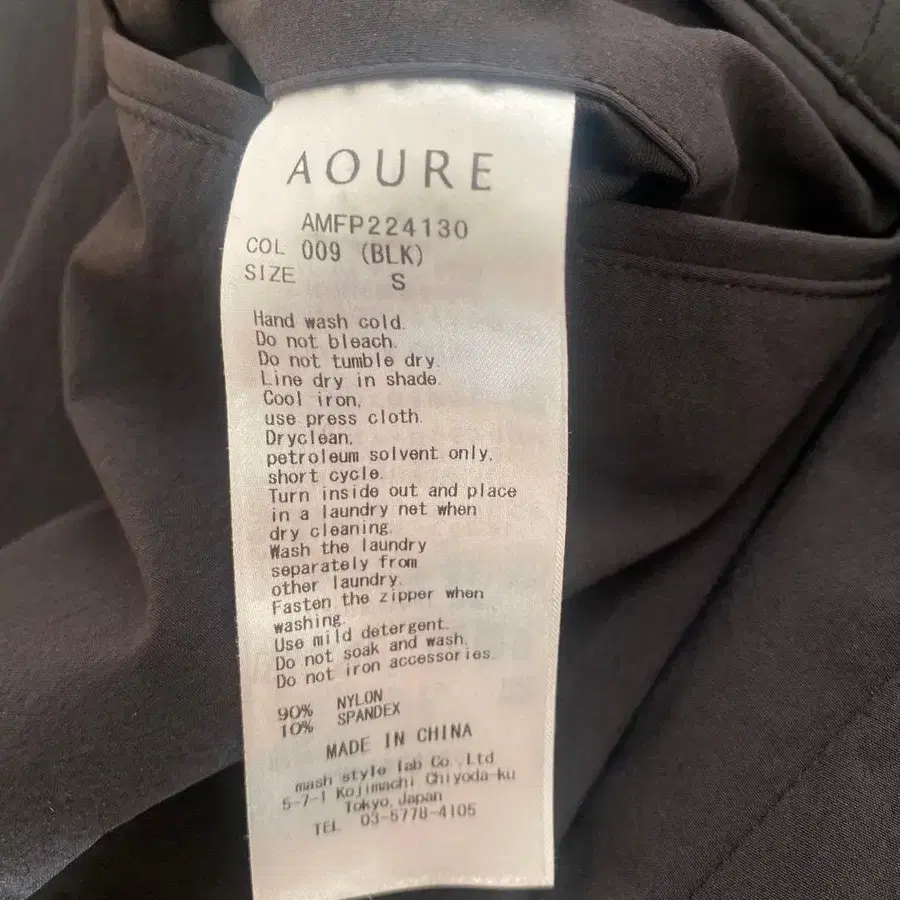 AOURE
AMFP224130
COL 009 (BLK)
SIZE S
Hand wash cold.
Do not bleach.
Do not tumble dry.
Line dry in shade.
Cool iron,
use press cloth.
Dryclean,
petroleum solvent only,
short cycle.
Turn inside out and place
in a laundry net when
dry cleaning.
Wash the laundry
separately from
other laundry.
Fasten the zipper when
washing.
Use mild detergent.
Do not soak and wash.
Do not iron accessories.
90% NYLON
10% SPANDEX
MADE IN CHINA
mash style lab Co.,Ltd
5-7-1 Kojimachi Chiyoda-ku
Tokyo, Japan
TEL 03-5778-4105